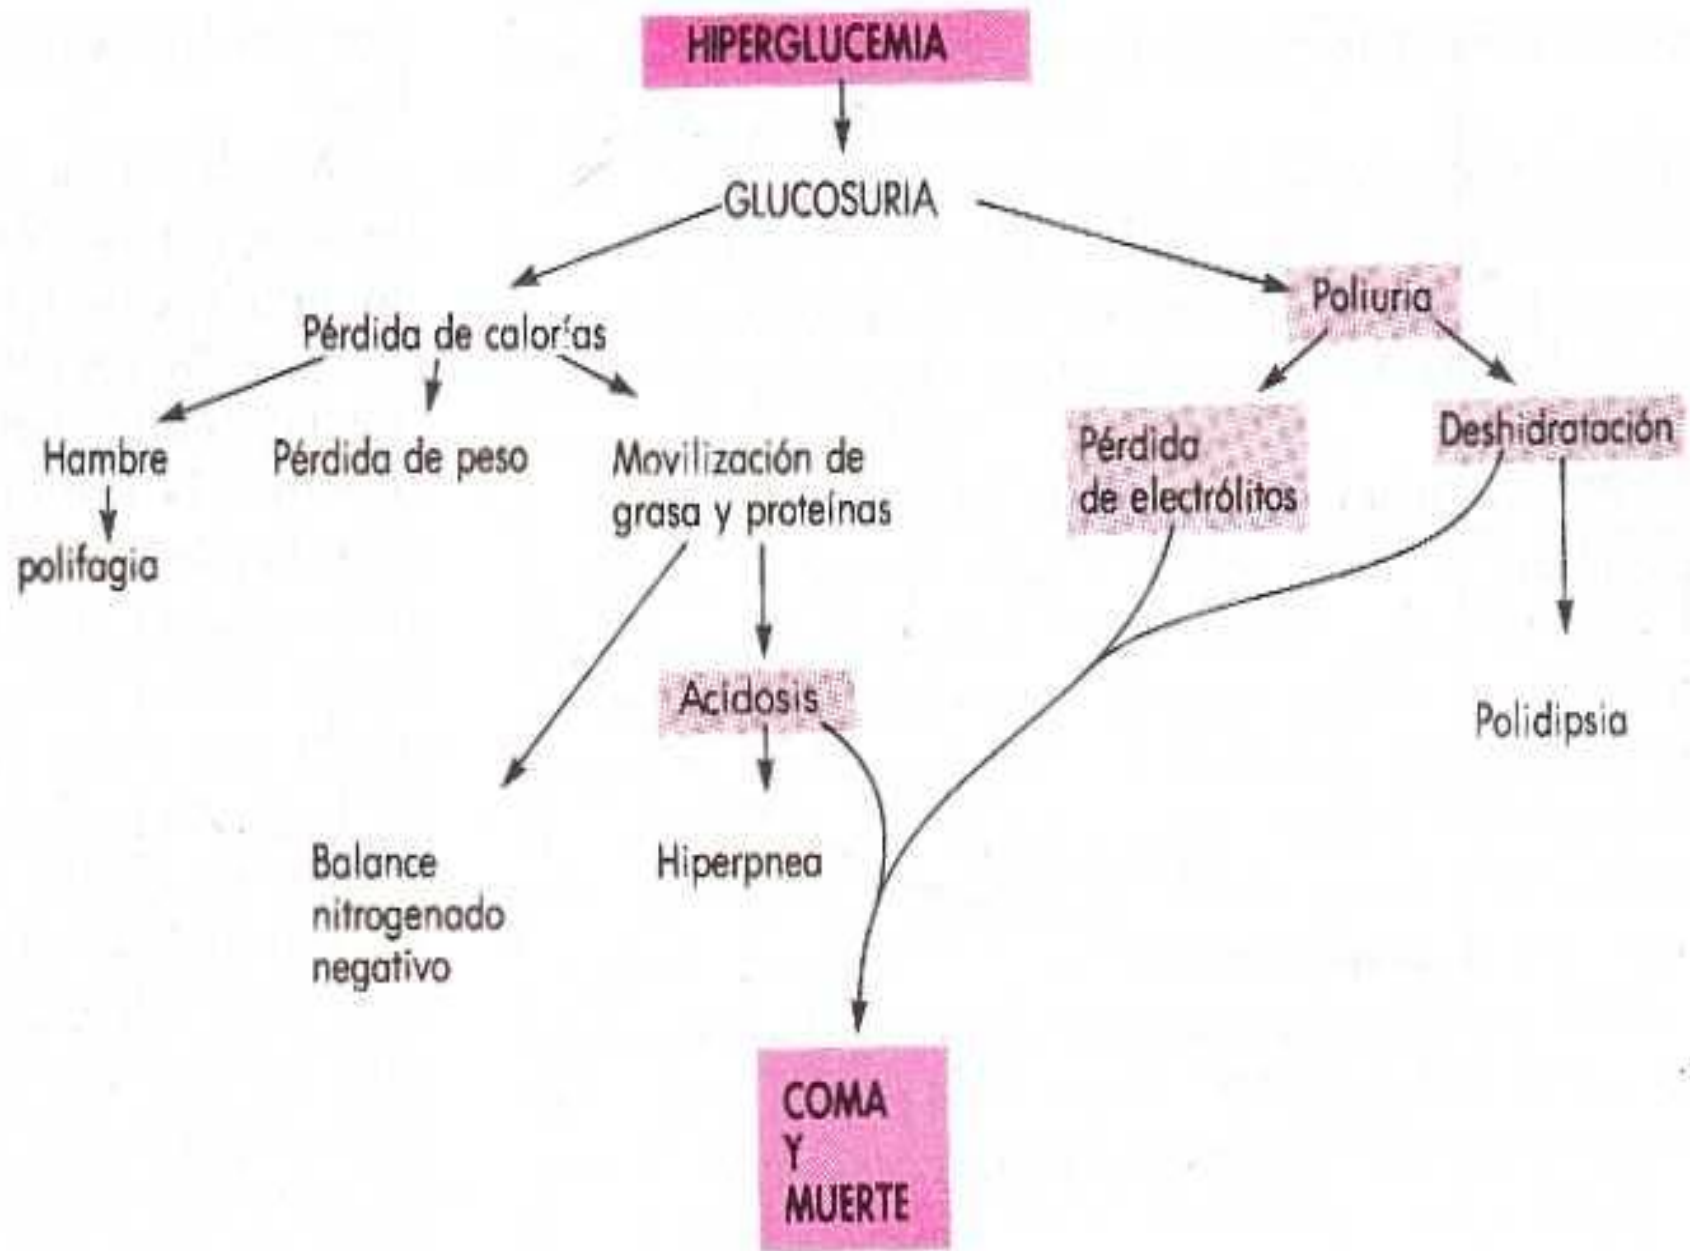 HIPERGLUCEMIA
GLUCOSURIA
Poliuria
Pérdida de calorías
Hambre
Pérdida de peso
Movilización de
grasa y proteínas
Pérdida
de electrólitos
Deshidratación
polifagia
Acidosis
Polidipsia
Balance
nitrogenado
negativo
Hiperpnea
COMA
Y
MUERTE